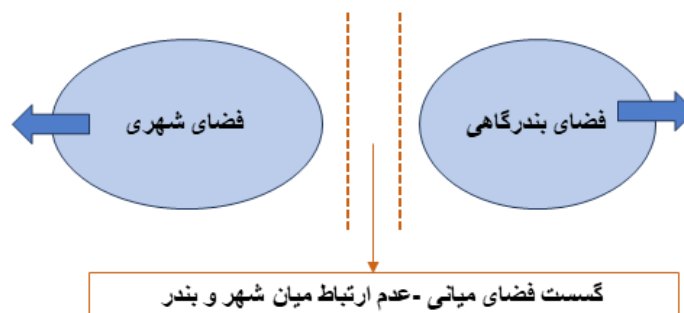 فضای بندرگاهی
فضای شهری
گسست فضای میانی -عدم ارتباط میان شهر و بندر